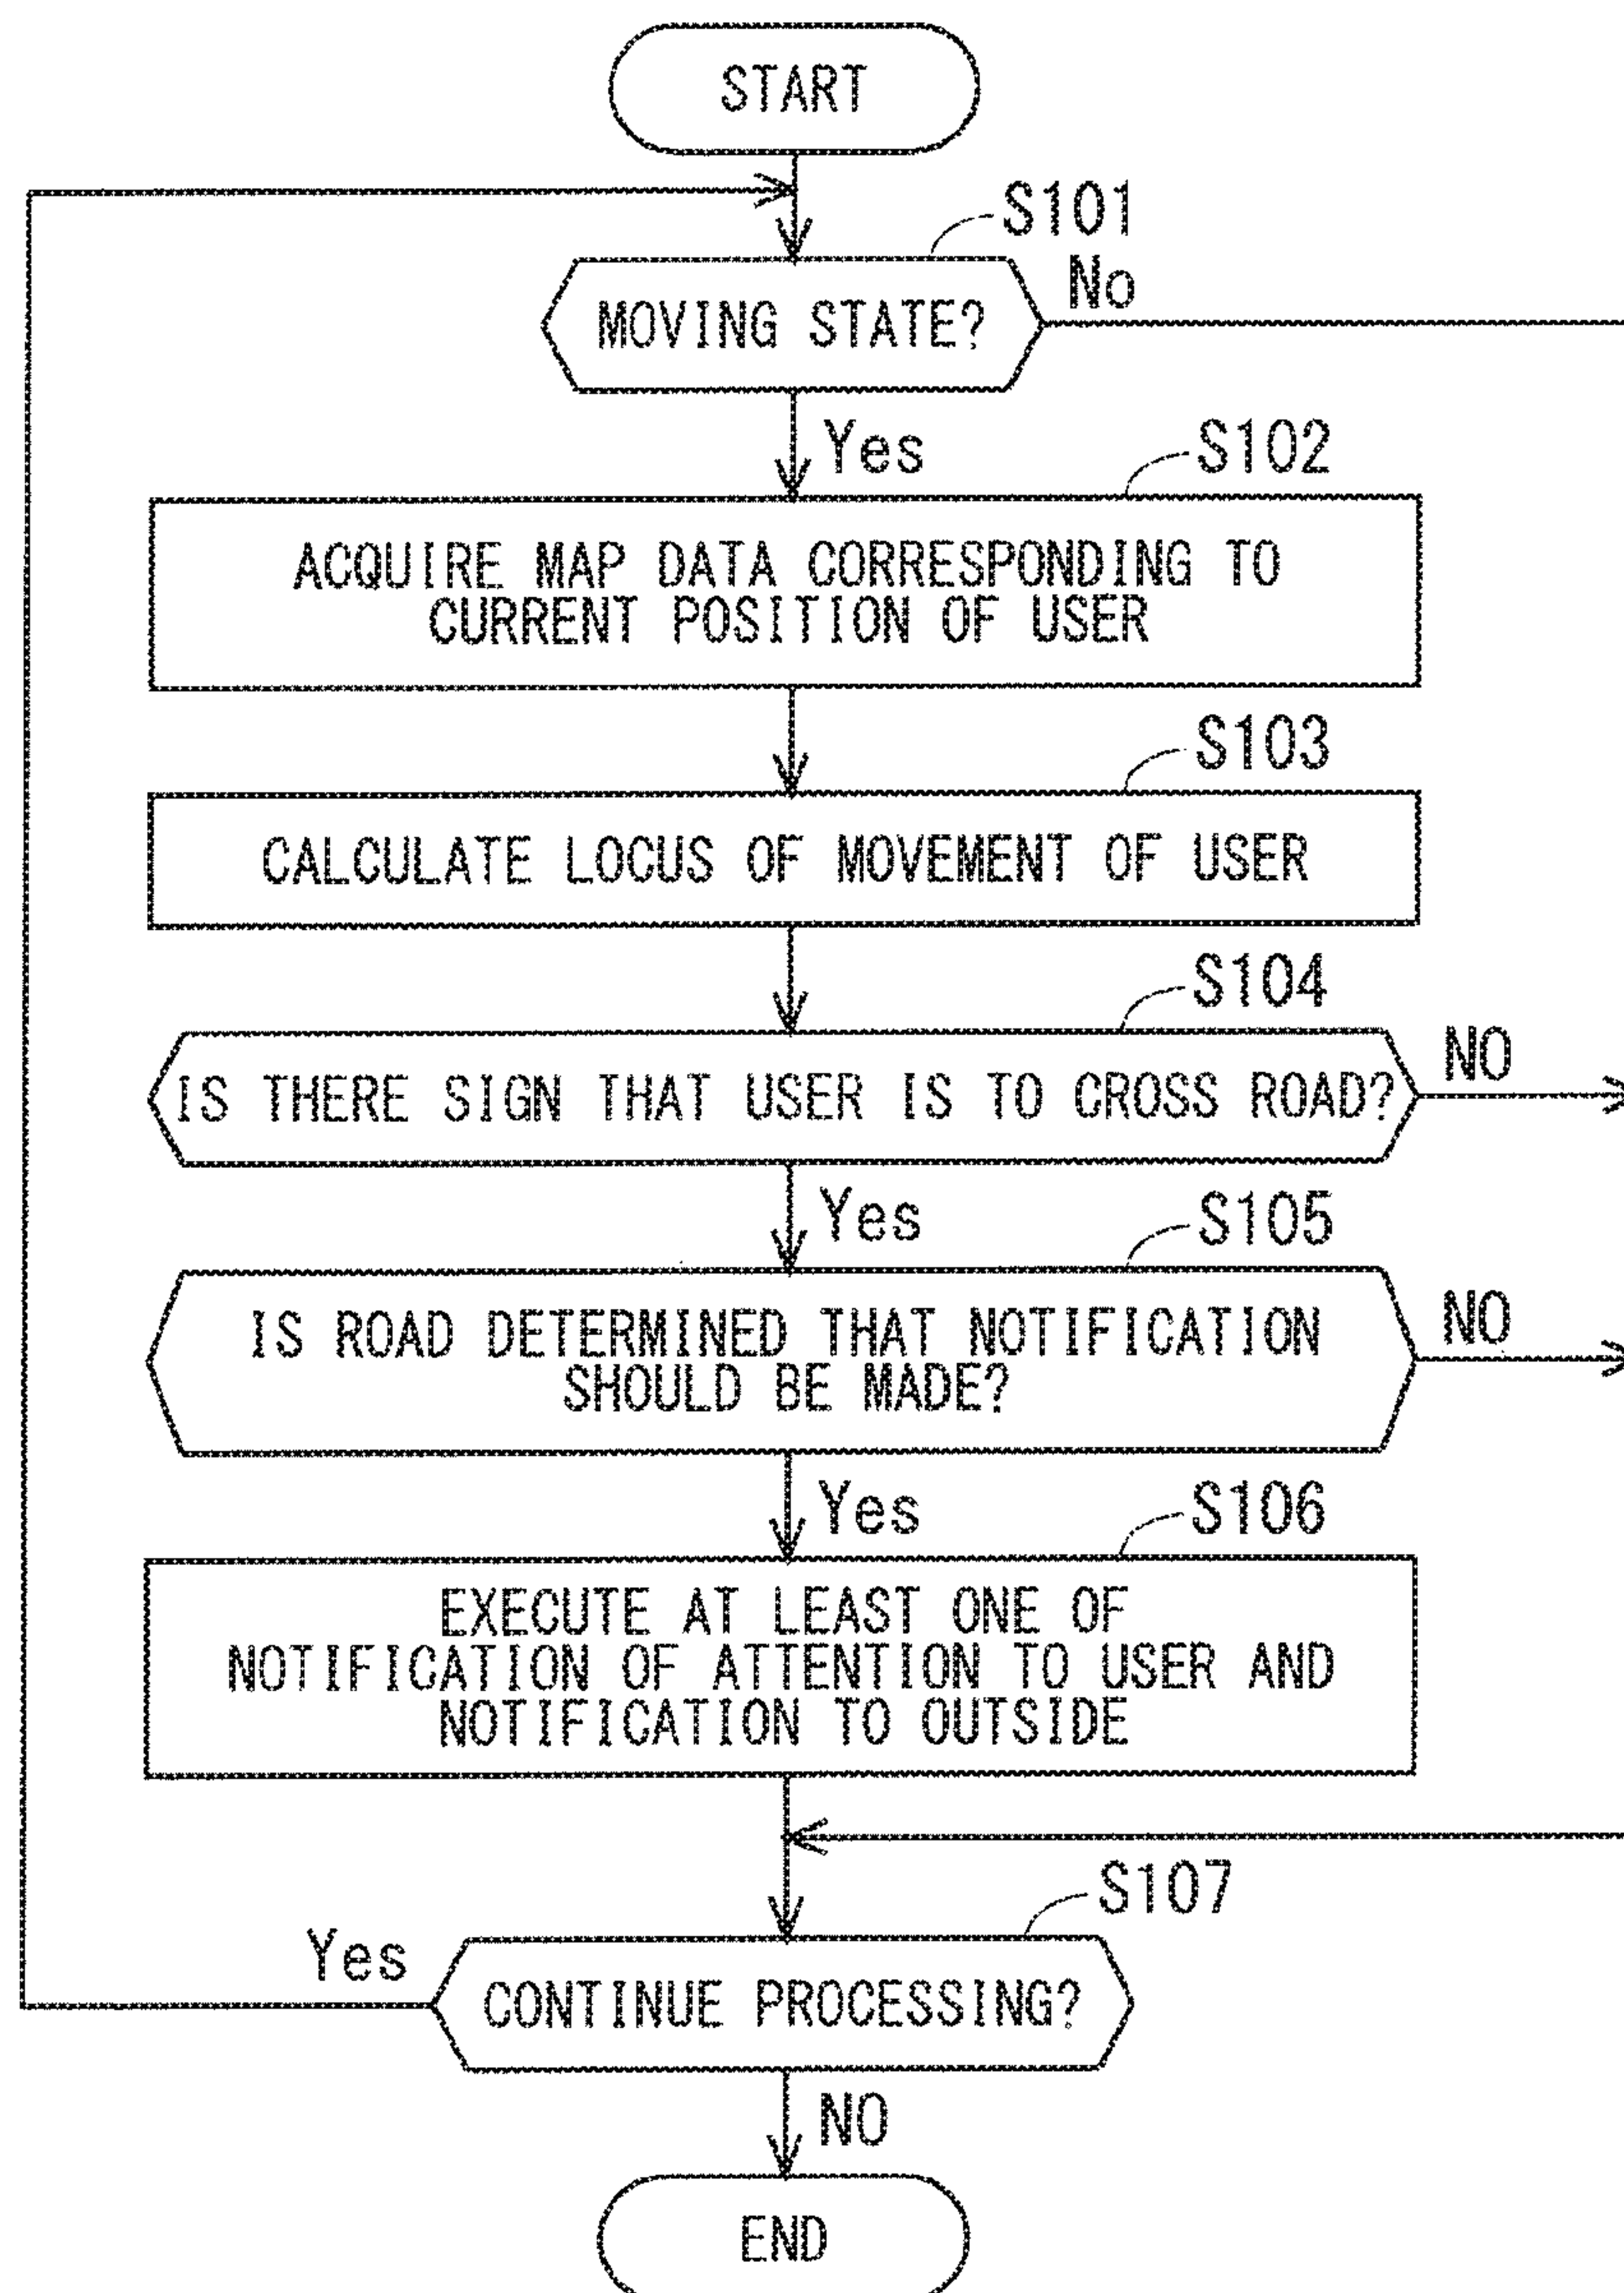 START
S101
MOVING STATE?
No
Yes
S102
ACQUIRE MAP DATA CORRESPONDING TO
CURRENT POSITION OF USER
S103
CALCULATE LOCUS OF MOVEMENT OF USER
S104
IS THERE SIGN THAT USER IS TO CROSS ROAD?
NO
Yes
S105
IS ROAD DETERMINED THAT NOTIFICATION
SHOULD BE MADE?
NO
Yes
S106
EXECUTE AT LEAST ONE OF
NOTIFICATION OF ATTENTION TO USER AND
NOTIFICATION TO OUTSIDE
S107
Yes
CONTINUE PROCESSING?
NO
END